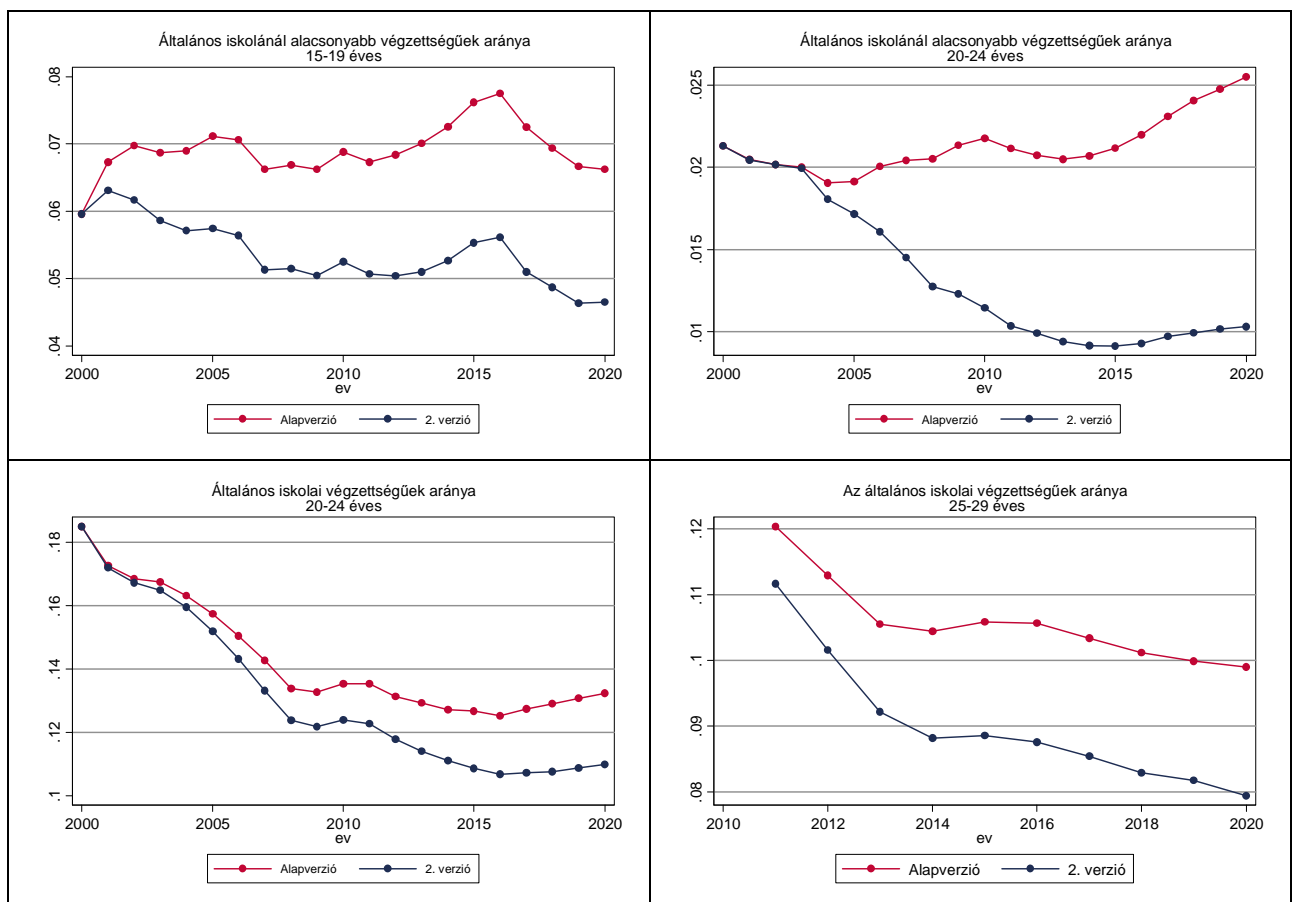 Általános iskolánál alacsonyabb végzettségűek aránya
15-19 éves
.08
.07
.06
.05
.04
2000
2005
2010
2015
2020
ev
Alapverzió
2. verzió
Általános iskolánál alacsonyabb végzettségűek aránya
20-24 éves
.025
.02
.015
.01
2000
2005
2010
2015
2020
ev
Alapverzió
2. verzió
Általános iskolai végzettségűek aránya
20-24 éves
.18
.16
.14
.12
.1
2000
2005
2010
2015
2020
ev
Alapverzió
2. verzió
Az általános iskolai végzettségűek aránya
25-29 éves
.12
.11
.1
.09
.08
2010
2012
2014
2016
2018
2020
ev
Alapverzió
2. verzió